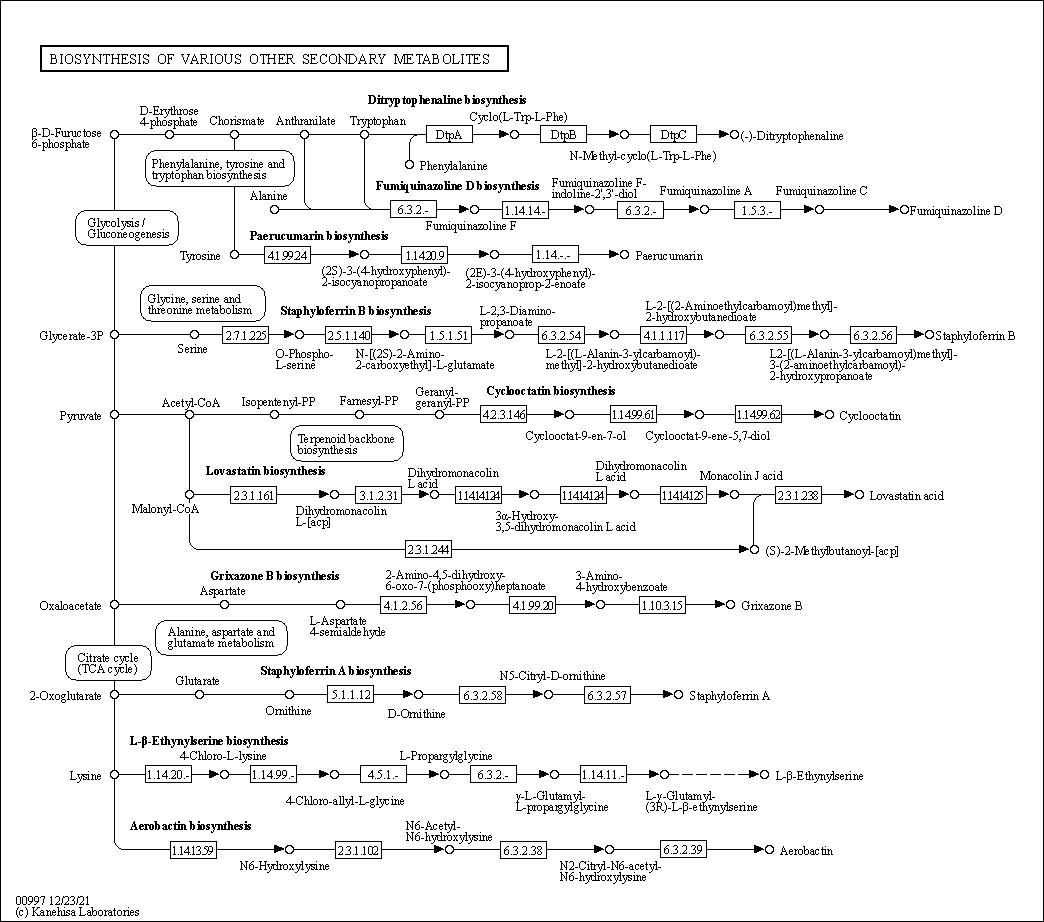 BIOSYNTHESIS OF VARIOUS OTHER SECONDARY METABOLITES
Ditryptophenaline biosynthesis
D-Erythrose
4-phosphate
Chorismate
Anthranilate
Tryptophan
Cyclo(L-Trp-L-Phe)
β-D-Fuructose
6-phosphate
DtpA
DtpB
DtpC
(-)-Ditryptophenaline
N-Methyl-cyclo(L-Trp-L-Phe)
Phenylalanine
Phenylalanine, tyrosine and
tryptophan biosynthesis
Fumiquinazoline D biosynthesis
Fumiquinazoline F-
indoline-2',3'-diol
Fumiquinazoline A
Fumiquinazoline C
Alanine
6.3.2.-
1.14.14.-
6.3.2.-
1.5.3.-
Fumiquinazoline D
Fumiquinazoline F
Glycolysis /
Gluconeogenesis
Paerucumarin biosynthesis
Tyrosine
4.1.99.24
1.14.20.9
1.14.-.-
Paerucumarin
(2S)-3-(4-hydroxyphenyl)-
2-isocyanopropanoate
(2E)-3-(4-hydroxyphenyl)-
2-isocyanoprop-2-enoate
Glycine, serine and
threonine metabolism
Staphyloferrin B biosynthesis
L-2,3-Diamino-
propanoate
L-2-[(2-Aminoethylcarbamoyl)methyl]-
2-hydroxybutanedioate
Glycerate-3P
2.7.1.225
2.5.1.140
1.5.1.51
6.3.2.54
4.1.1.117
6.3.2.55
6.3.2.56
Staphyloferrin B
Serine
O-Phospho-
L-serine
N-[(2S)-2-Amino-
2-carboxyethyl]-L-glutamate
L-2-[(L-Alanin-3-ylcarbamoyl)-
methyl]-2-hydroxybutanedioate
L2-[(L-Alanin-3-ylcarbamoyl)methyl]-
3-(2-aminoethylcarbamoyl)-
2-hydroxypropanoate
Cyclooctatin biosynthesis
Acetyl-CoA
Isopentenyl-PP
Farnesyl-PP
Geranyl-
geranyl-PP
Pyruvate
4.2.3.146
1.14.99.61
1.14.99.62
Cyclooctatin
Cyclooctat-9-en-7-ol
Cyclooctat-9-ene-5,7-diol
Terpenoid backbone
biosynthesis
Lovastatin biosynthesis
Dihydromonacolin
L acid
Dihydromonacolin
L acid
Monacolin J acid
2.3.1.161
3.1.2.31
1.14.14.124
1.14.14.124
1.14.14.125
2.3.1.238
Lovastatin acid
Malonyl-CoA
Dihydromonacolin
L-[acp]
3α-Hydroxy-
3,5-dihydromonacolin L acid
2.3.1.244
(S)-2-Methylbutanoyl-[acp]
Grixazone B biosynthesis
Aspartate
2-Amino-4,5-dihydroxy-
6-oxo-7-(phosphooxy)heptanoate
3-Amino-
4-hydroxybenzoate
Oxaloacetate
4.1.2.56
4.1.99.20
1.10.3.15
Grixazone B
L-Aspartate
4-semialdehyde
Alanine, aspartate and
glutamate metabolism
Citrate cycle
(TCA cycle)
Staphyloferrin A biosynthesis
Glutarate
N5-Citryl-D-ornithine
2-Oxoglutarate
5.1.1.12
6.3.2.58
6.3.2.57
Staphyloferrin A
Ornithine
D-Ornithine
L-β-Ethynylserine biosynthesis
4-Chloro-L-lysine
L-Propargylglycine
Lysine
1.14.20.-
1.14.99.-
4.5.1.-
6.3.2.-
1.14.11.-
L-β-Ethynylserine
4-Chloro-allyl-L-glycine
γ-L-Glutamyl-
L-propargylglycine
L-γ-Glutamyl-
(3R)-L-β-ethynylserine
Aerobactin biosynthesis
N6-Acetyl-
N6-hydroxylysine
1.14.13.59
2.3.1.102
6.3.2.38
6.3.2.39
Aerobactin
N6-Hydroxylysine
N2-Citryl-N6-acetyl-
N6-hydroxylysine
00997 12/23/21
(c) Kanehisa Laboratories